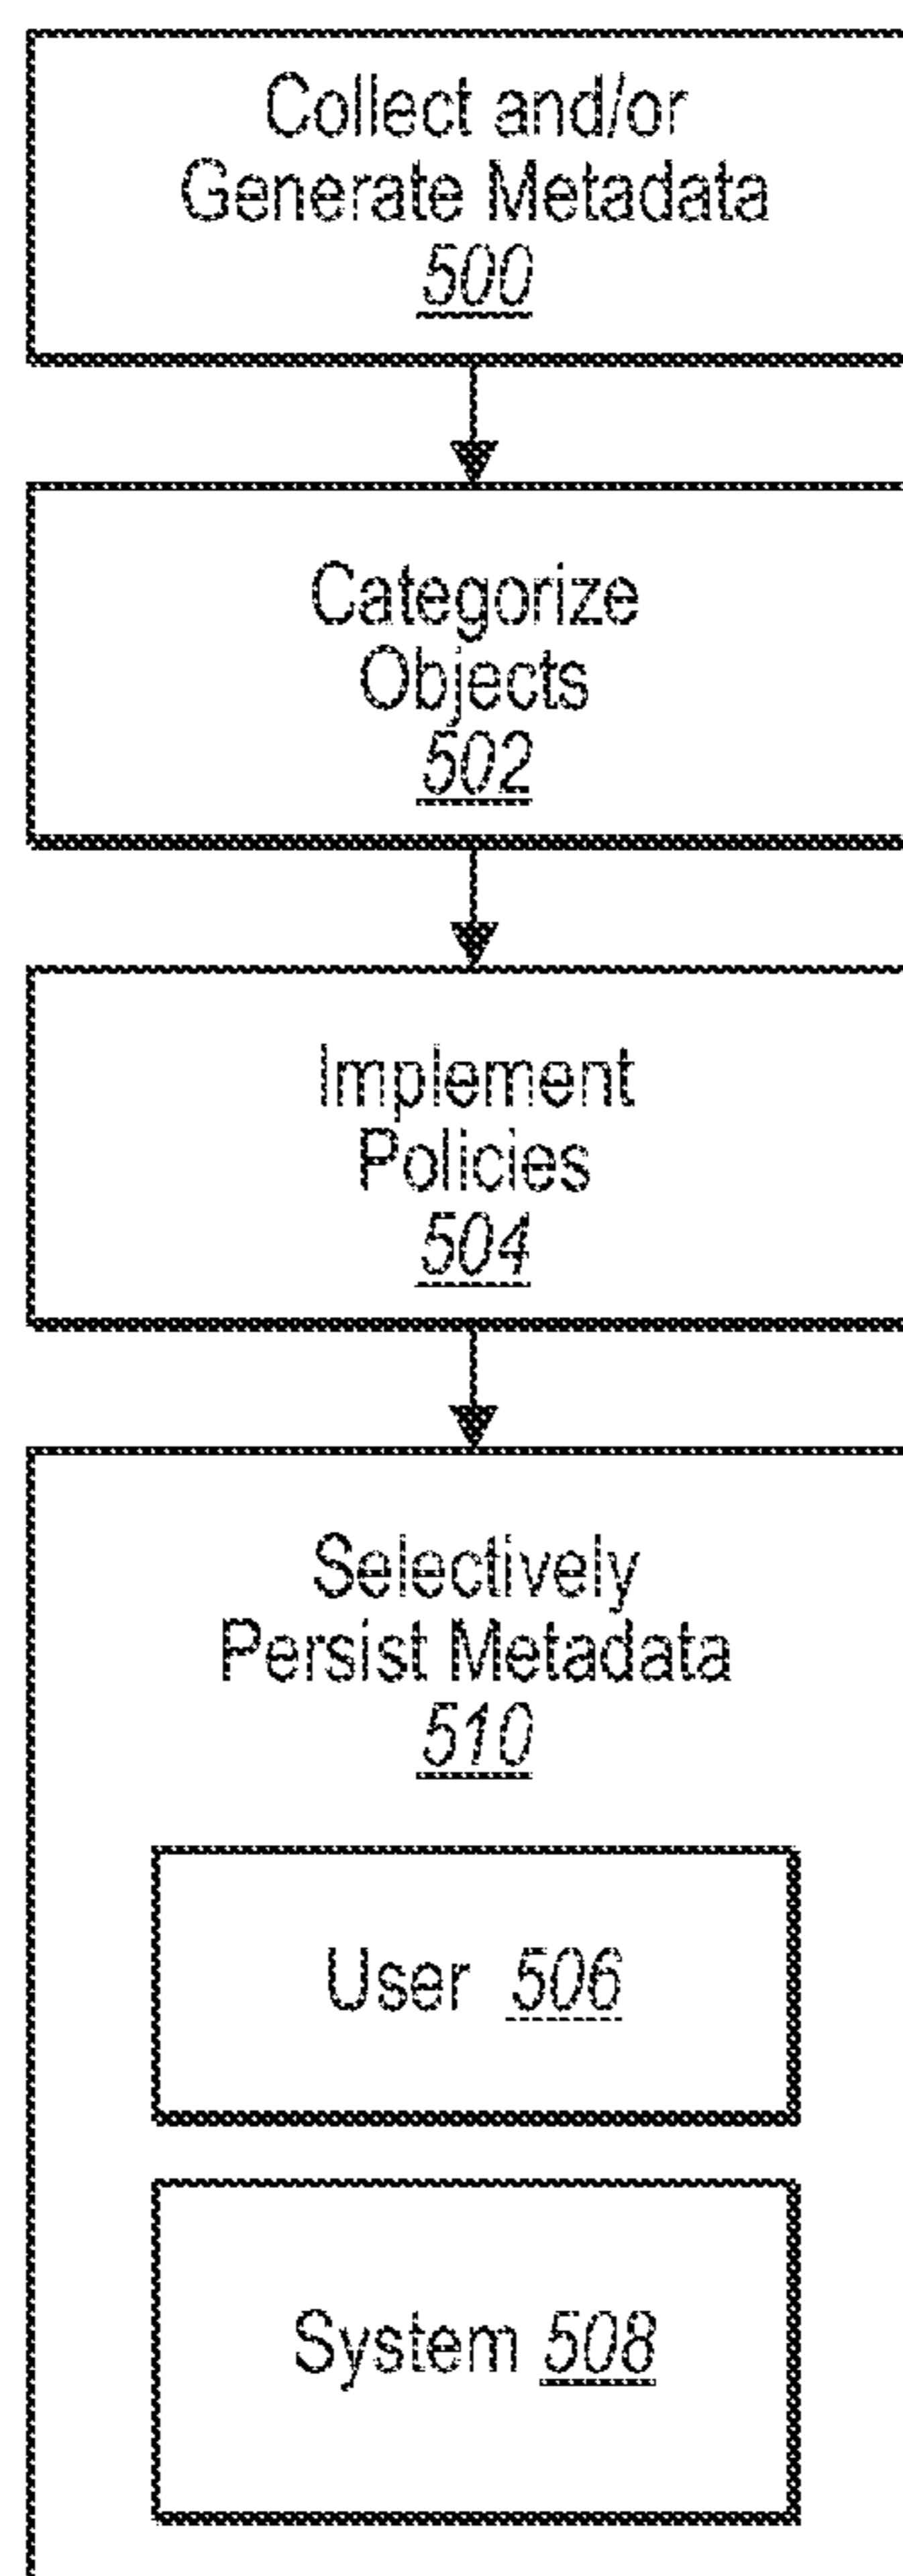 Collect and/or
Generate Metadata
500
Categorize
Objects
502
Implement
Policies
504
Selectively
Persist Metadata
510
User 506
System 508